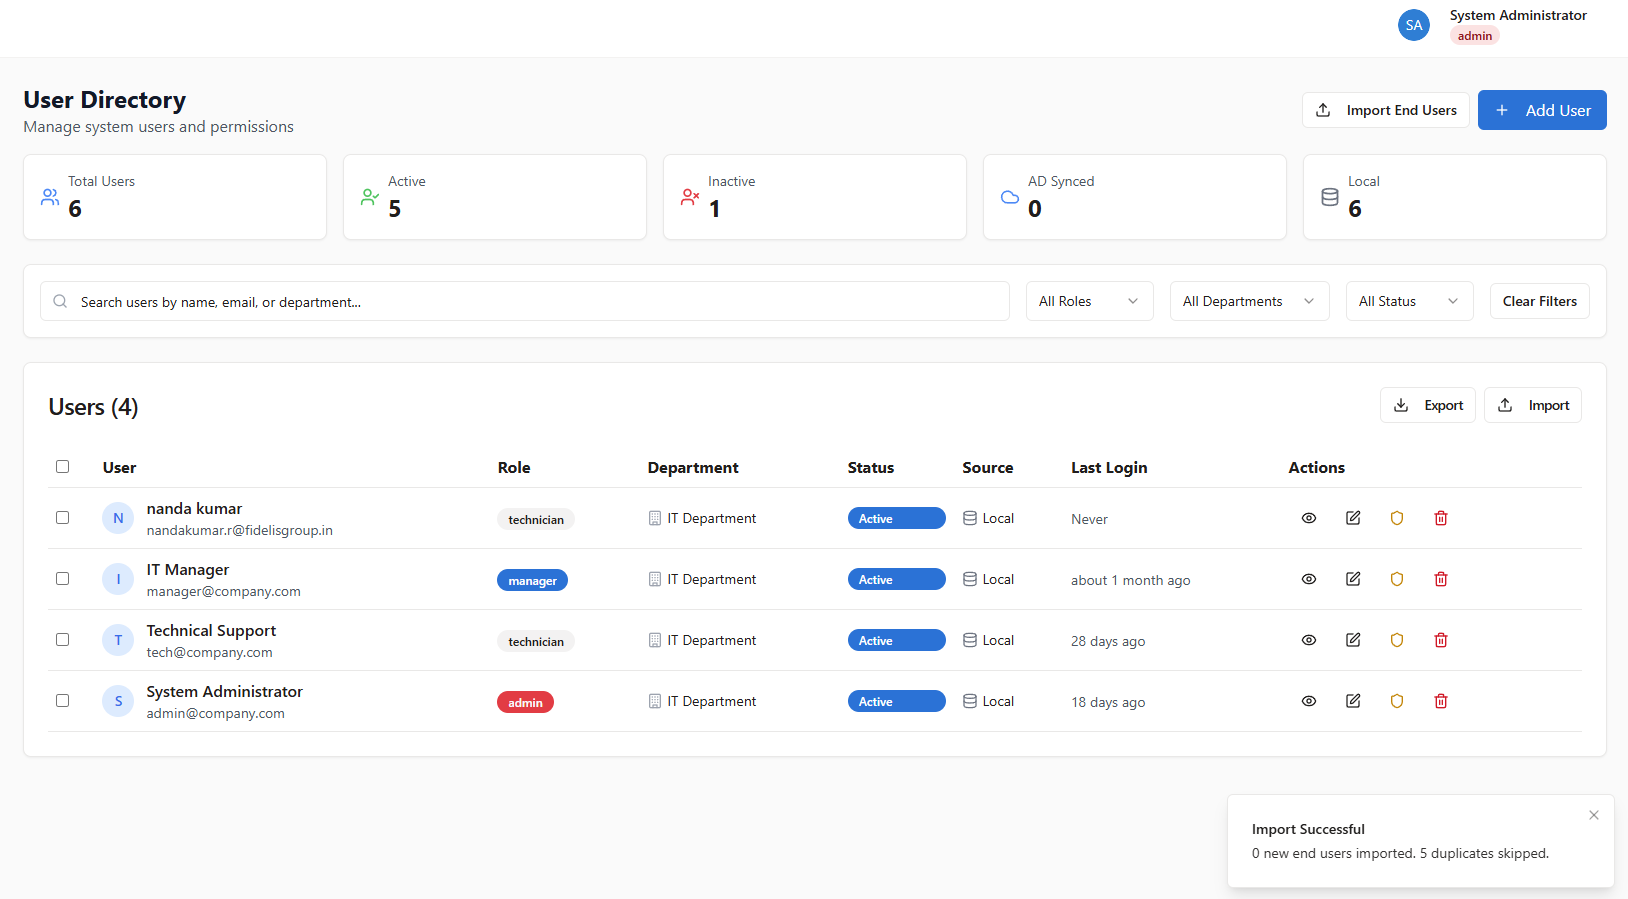 SA
System Administrator
admin
User Directory
Manage system users and permissions
Import End Users
+ Add User
Total Users
6
Active
5
Inactive
1
AD Synced
0
Local
6
Search users by name, email, or department...
All Roles
All Departments
All Status
Clear Filters
Users (4)
Export
Import
User Role Department Status Source Last Login Actions
N nanda kumar technician IT Department Active Local Never
nandakumar.r@fidelisgroup.in
I IT Manager manager IT Department Active Local about 1 month ago
manager@company.com
T Technical Support technician IT Department Active Local 28 days ago
tech@company.com
S System Administrator admin IT Department Active Local 18 days ago
admin@company.com
Import Successful
0 new end users imported. 5 duplicates skipped.